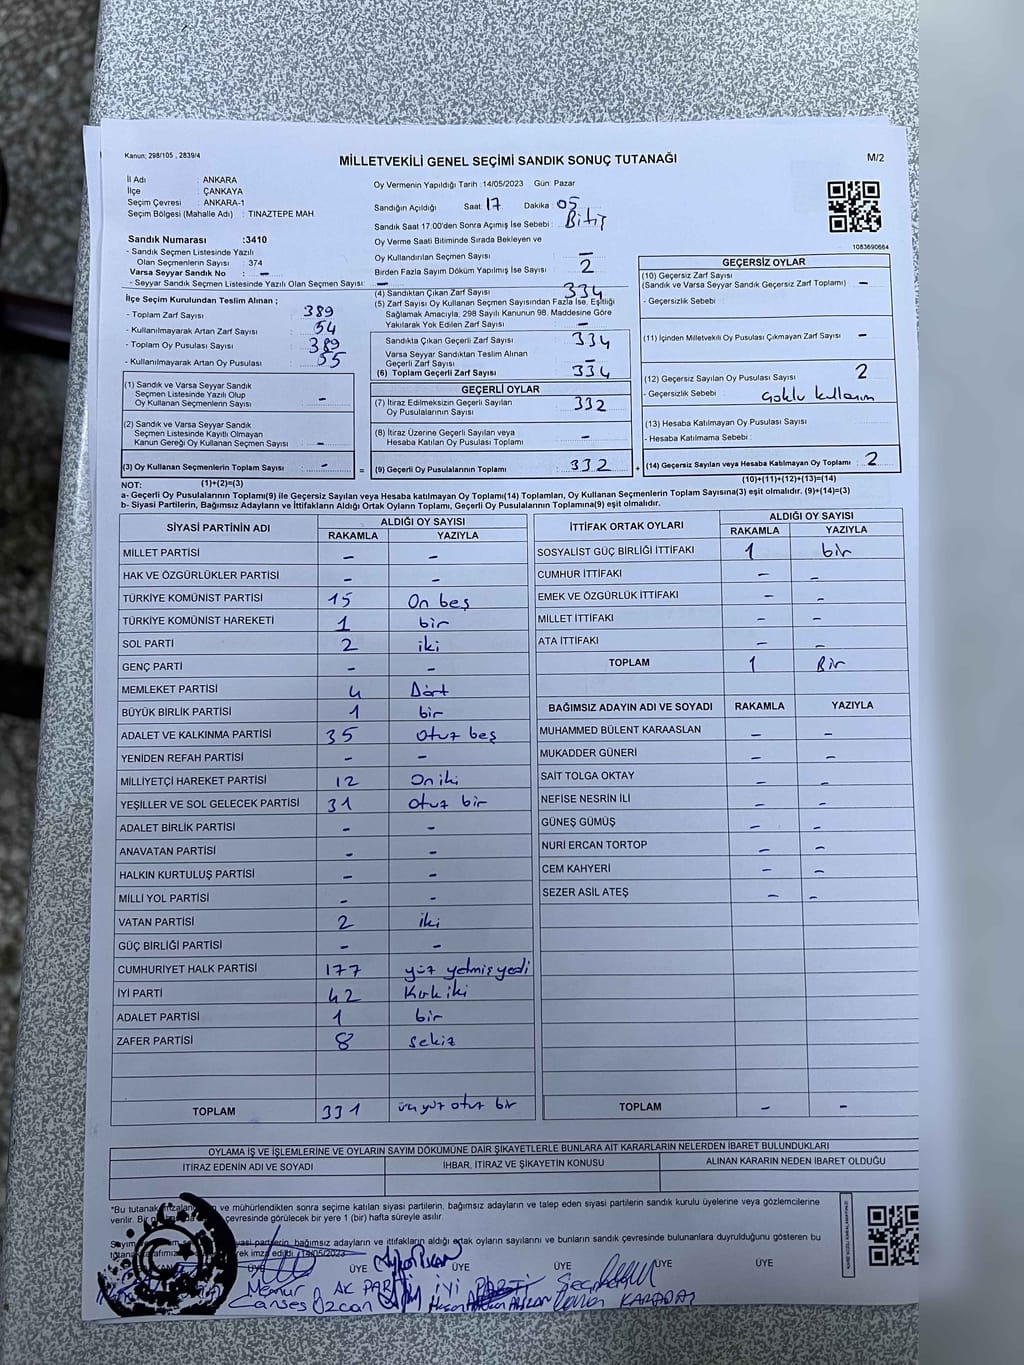 Kanun: 298/105 , 2839/4
MİLLETVEKİLİ GENEL SEÇİMİ SANDIK SONUÇ TUTANAĞI
M/2
İl Adı : ANKARA
İlçe : ÇANKAYA
Seçim Çevresi : ANKARA-1
Seçim Bölgesi (Mahalle Adı) : TINAZTEPE MAH.
Oy Vermenin Yapıldığı Tarih :14/05/2023 Gün: Pazar
Sandığın Açıldığı Saat: 17 Dakika: 05
Sandık Saat 17:00'den Sonra Açımış İse Sebebi :
Oy Verme Saati Bitiminde Sırada Bekleyen ve
Oy Kullandırılan Seçmen Sayısı : -
Birden Fazla Sayım Döküm Yapılmış İse Sayısı : 2
1083690664
Sandık Numarası :3410
- Sandık Seçmen Listesinde Yazılı
Olan Seçmenlerin Sayısı : 374
Varsa Seyyar Sandık No : -
- Seyyar Sandık Seçmen Listesinde Yazılı Olan Seçmen Sayısı: -
İlçe Seçim Kurulundan Teslim Alınan ;
- Toplam Zarf Sayısı : 389
- Kullanılmayarak Artan Zarf Sayısı : 54
- Toplam Oy Pusulası Sayısı : 389
- Kullanılmayarak Artan Oy Pusulası : 55
(1) Sandık ve Varsa Seyyar Sandık
Seçmen Listesinde Yazılı Olup
Oy Kullanan Seçmenlerin Sayısı : -
(2) Sandık ve Varsa Seyyar Sandık
Seçmen Listesinde Kayıtlı Olmayan
Kanun Gereği Oy Kullanan Seçmen Sayısı : -
(3) Oy Kullanan Seçmenlerin Toplam Sayısı : -
(1)+(2)=(3)
(4) Sandıktan Çıkan Zarf Sayısı : 334
(5) Zarf Sayısı Oy Kullanan Seçmen Sayısından Fazla İse, Eşitliği
Sağlamak Amacıyla, 298 Sayılı Kanunun 98. Maddesine Göre
Yakılarak Yok Edilen Zarf Sayısı : -
Sandıkta Çıkan Geçerli Zarf Sayısı : 334
Varsa Seyyar Sandıktan Teslim Alınan
Geçerli Zarf Sayısı : -
(6) Toplam Geçerli Zarf Sayısı : 334
GEÇERLİ OYLAR
(7) İtiraz Edilmeksizin Geçerli Sayılan
Oy Pusulalarının Sayısı : 332
(8) İtiraz Üzerine Geçerli Sayılan veya
Hesaba Katılan Oy Pusulası Toplamı : -
= (9) Geçerli Oy Pusulalarının Toplamı : 332 +
GEÇERSİZ OYLAR
(10) Geçersiz Zarf Sayısı
(Sandık ve Varsa Seyyar Sandık Geçersiz Zarf Toplamı) : -
- Geçersizlik Sebebi :
(11) İçinden Milletvekili Oy Pusulası Çıkmayan Zarf Sayısı : -
(12) Geçersiz Sayılan Oy Pusulası Sayısı : 2
- Geçersizlik Sebebi : çoklu kullanım
(13) Hesaba Katılmayan Oy Pusulası Sayısı :
- Hesaba Katılmama Sebebi :
(14) Geçersiz Sayılan veya Hesaba Katılmayan Oy Toplamı : 2
(10)+(11)+(12)+(13)=(14)
NOT:
a- Geçerli Oy Pusulalarının Toplamı(9) ile Geçersiz Sayılan veya Hesaba katılmayan Oy Toplamı(14) Toplamları, Oy Kullanan Seçmenlerin Toplam Sayısına(3) eşit olmalıdır. (9)+(14)=(3)
b- Siyasi Partilerin, Bağımsız Adayların ve İttifakların Aldığı Ortak Oyların Toplamı, Geçerli Oy Pusulalarının Toplamına(9) eşit olmalıdır.
SİYASİ PARTİNİN ADI ALDIĞI OY SAYISI
RAKAMLA YAZIYLA
MİLLET PARTİSİ - -
HAK VE ÖZGÜRLÜKLER PARTİSİ - -
TÜRKİYE KOMÜNİST PARTİSİ 15 On beş
TÜRKİYE KOMÜNİST HAREKETİ 1 bir
SOL PARTİ 2 iki
GENÇ PARTİ - -
MEMLEKET PARTİSİ 4 Dört
BÜYÜK BİRLİK PARTİSİ 1 bir
ADALET VE KALKINMA PARTİSİ 35 Otuz beş
YENİDEN REFAH PARTİSİ - -
MİLLİYETÇİ HAREKET PARTİSİ 12 On iki
YEŞİLLER VE SOL GELECEK PARTİSİ 31 otuz bir
ADALET BİRLİK PARTİSİ - -
ANAVATAN PARTİSİ - -
HALKIN KURTULUŞ PARTİSİ - -
MİLLİ YOL PARTİSİ - -
VATAN PARTİSİ 2 iki
GÜÇ BİRLİĞİ PARTİSİ - -
CUMHURİYET HALK PARTİSİ 177 yüz yetmiş yedi
İYİ PARTİ 42 Kırk iki
ADALET PARTİSİ 1 bir
ZAFER PARTİSİ 8 sekiz
TOPLAM 331 üçyüz otuz bir
İTTİFAK ORTAK OYLARI ALDIĞI OY SAYISI
RAKAMLA YAZIYLA
SOSYALİST GÜÇ BİRLİĞİ İTTİFAKI 1 bir
CUMHUR İTTİFAKI - -
EMEK VE ÖZGÜRLÜK İTTİFAKI - -
MİLLET İTTİFAKI - -
ATA İTTİFAKI - -
TOPLAM 1 Bir
BAĞIMSIZ ADAYIN ADI VE SOYADI RAKAMLA YAZIYLA
MUHAMMED BÜLENT KARAASLAN - -
MUKADDER GÜNERİ - -
SAİT TOLGA OKTAY - -
NEFİSE NESRİN İLİ - -
GÜNEŞ GÜMÜŞ - -
NURİ ERCAN TORTOP - -
CEM KAHYERİ - -
SEZER ASİL ATEŞ - -
TOPLAM - -
OYLAMA İŞ VE İŞLEMLERİNE VE OYLARIN SAYIM DÖKÜMÜNE DAİR ŞİKAYETLERLE BUNLARA AİT KARARLARIN NELERDEN İBARET BULUNDUKLARI
İTİRAZ EDENİN ADI VE SOYADI İHBAR, İTİRAZ VE ŞİKAYETİN KONUSU ALINAN KARARIN NEDEN İBARET OLDUĞU
*Bu tutanak ve mühürlendikten sonra seçime katılan siyasi partilerin, bağımsız adayların ve talep eden siyasi partilerin sandık kurulu üyelerine veya gözlemcilerine
verilir. Bir çevresinde görülecek bir yere 1 (bir) hafta süreyle asılır.
Sayım partilerin, bağımsız adayların ve ittifakların aldığı ortak oyların sayılarını ve bunların sandık çevresinde bulunanlara duyrulduğunu gösteren bu
imza edildi. 14/05/2023
ÜYE ÜYE ÜYE ÜYE ÜYE
Memur AK PARTİ İYİ PARTİ
Canses Özcan KARADAŞ